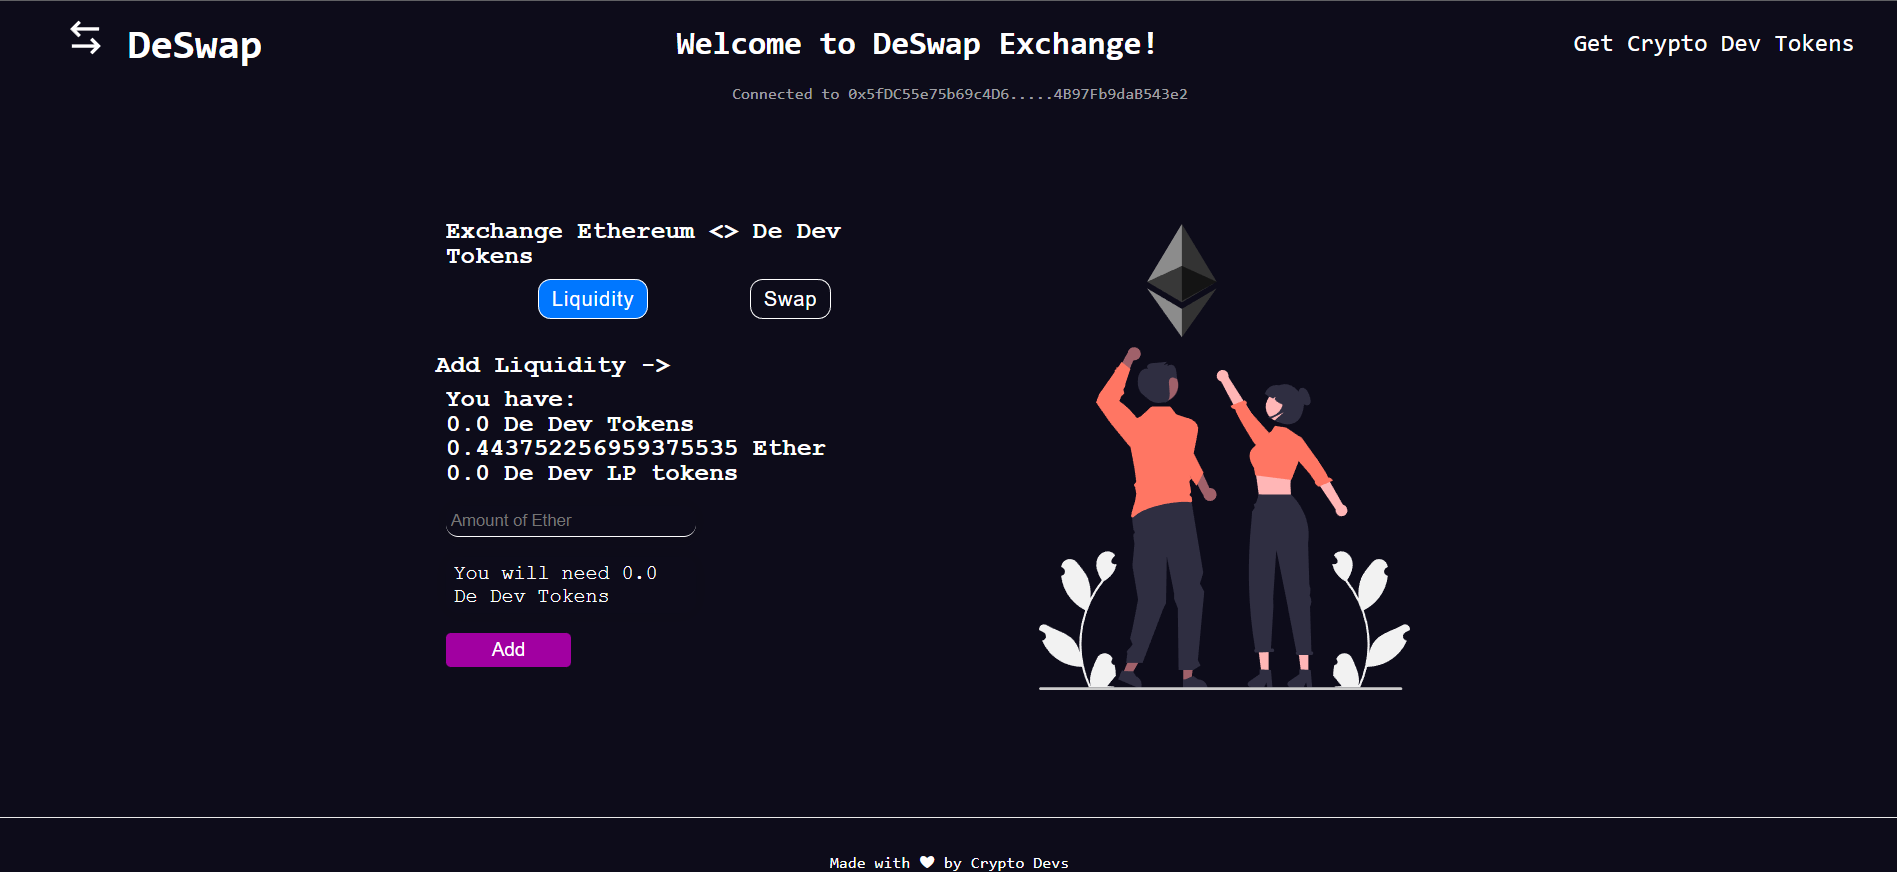 DeSwap
Welcome to DeSwap Exchange!
Get Crypto Dev Tokens
Connected to 0x5fDC55e75b69c4D6.....4B97Fb9daB543e2
Exchange Ethereum <> De Dev
Tokens
Liquidity
Swap
Add Liquidity ->
You have:
0.0 De Dev Tokens
0.443752256959375535 Ether
0.0 De Dev LP tokens
Amount of Ether
You will need 0.0
De Dev Tokens
Add
Made with ♥ by Crypto Devs